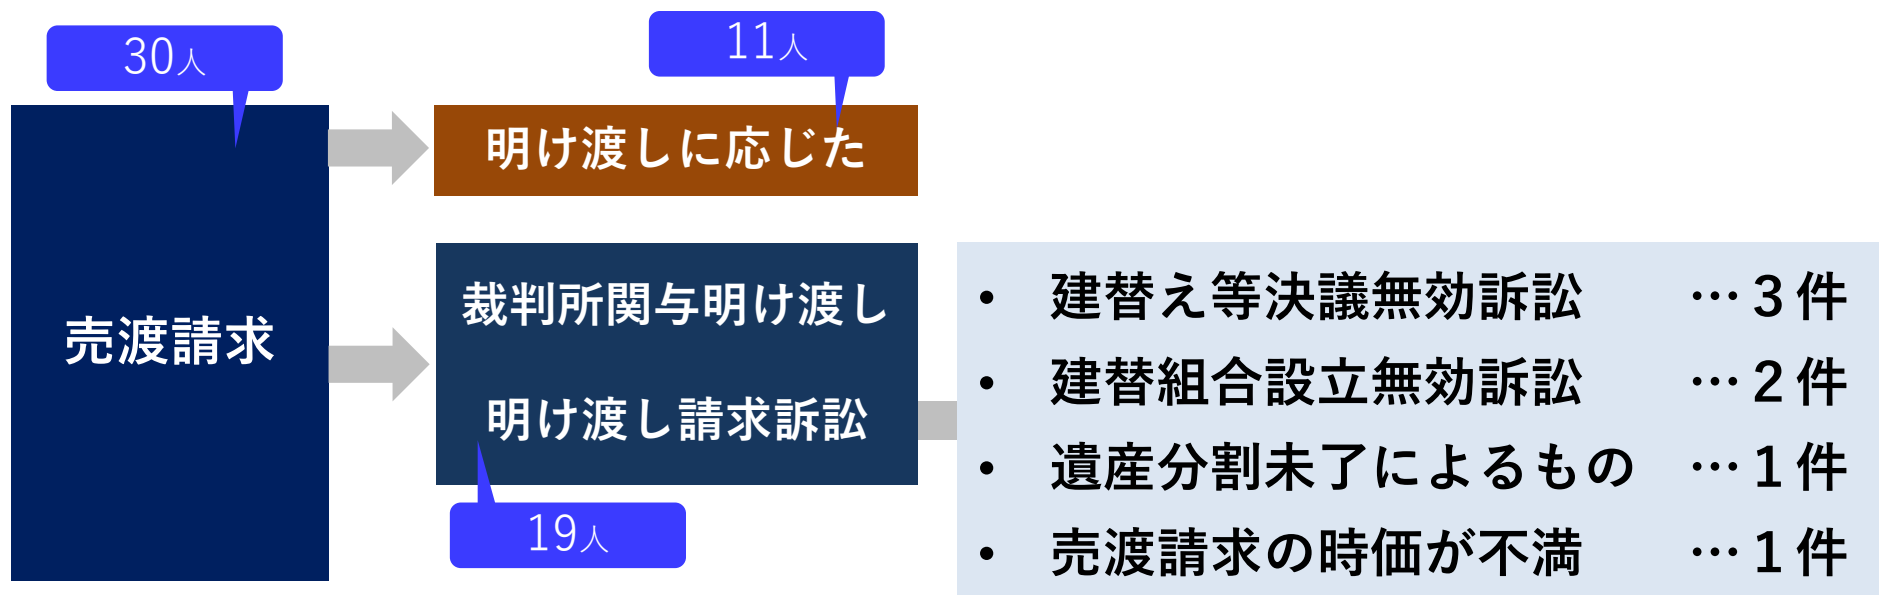 30人
11人
売渡請求
明け渡しに応じた
裁判所関与明け渡し
明け渡し請求訴訟
19人
• 建替え等決議無効訴訟 …3件
• 建替組合設立無効訴訟 …2件
• 遺産分割未了によるもの …1件
• 売渡請求の時価が不満 …1件